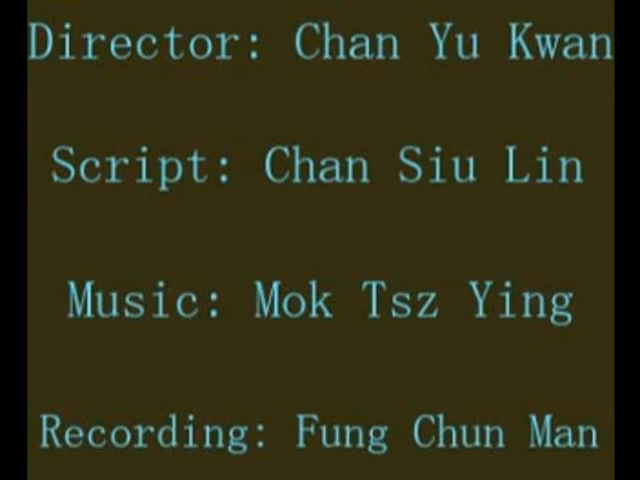 Director: Chan Yu Kwan
Script: Chan Siu Lin
Music: Mok Tsz Ying
Recording: Fung Chun Man